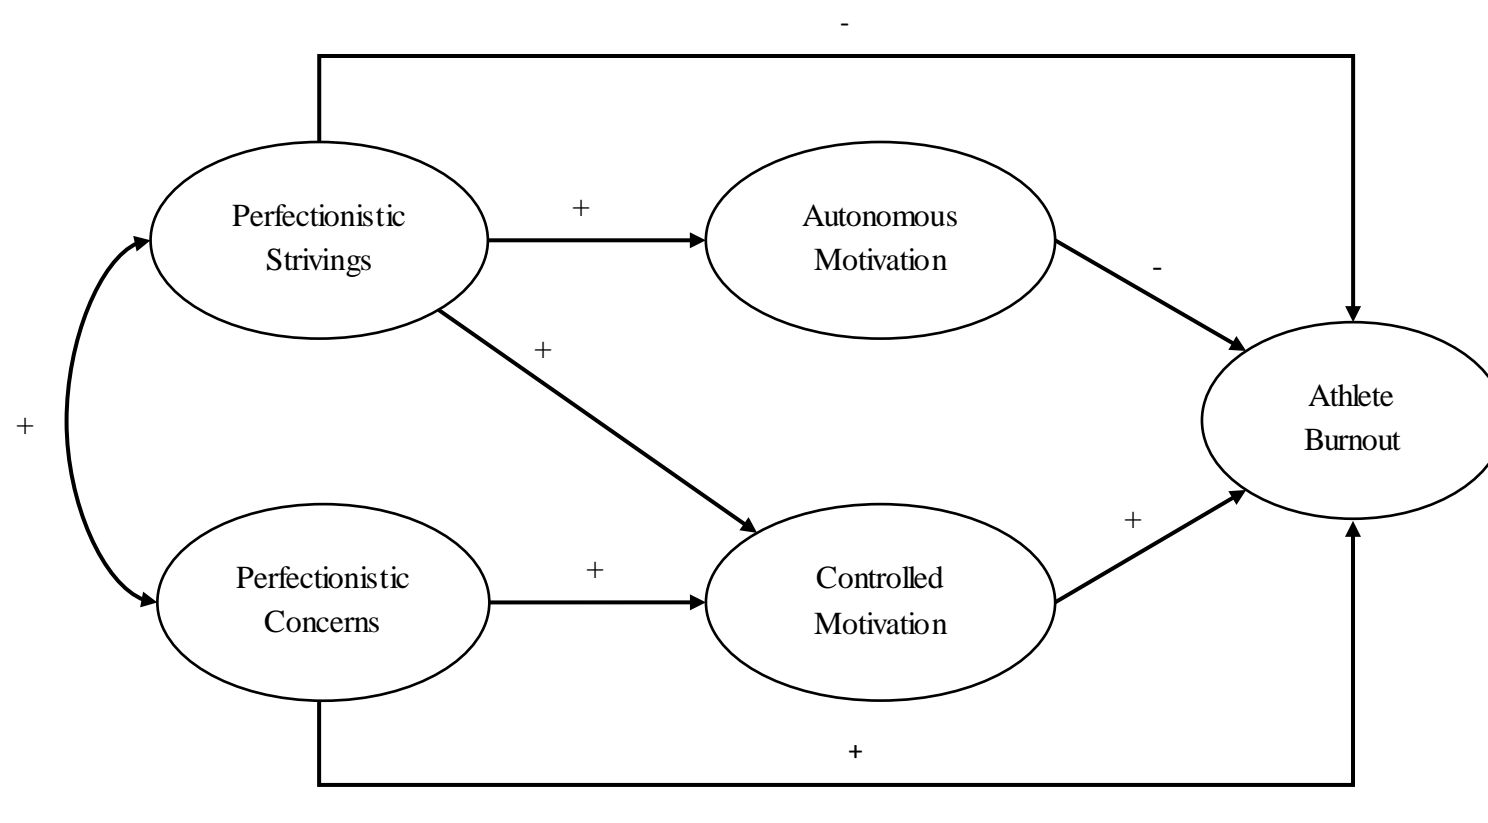 -
Perfectionistic
Strivings
+
Autonomous
Motivation
-
+
+
Athlete
Burnout
Perfectionistic
Concerns
+
Controlled
Motivation
+
+